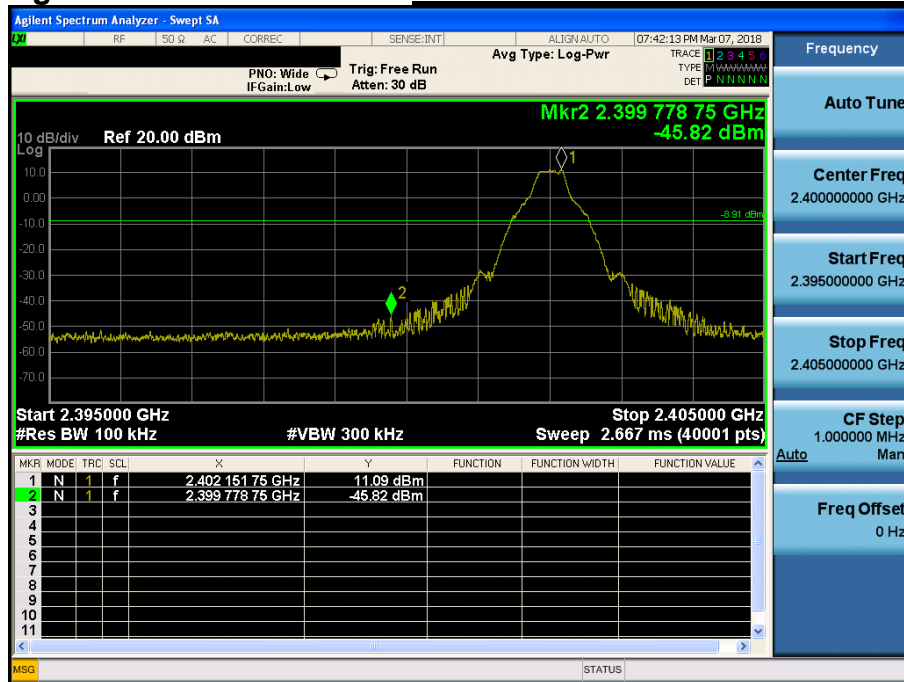 Agilent Spectrum Analyzer - Swept SA
LXI RF 50 Ω AC CORREC SENSE:INT ALIGN AUTO 07:42:13 PM Mar 07, 2018
PNO: Wide Trig: Free Run Avg Type: Log-Pwr TRACE 1 2 3 4 5 6
IFGain:Low Atten: 30 dB TYPE M WWWWW
DET P N N N N N
Frequency
Auto Tune
Mkr2 2.399 778 75 GHz
-45.82 dBm
10 dB/div Ref 20.00 dBm
Log
10.0
0.00
-10.0
-20.0
-30.0
-40.0
-50.0
-60.0
-70.0
1
2
-8.91 dBm
Center Freq
2.400000000 GHz
Start Freq
2.395000000 GHz
Stop Freq
2.405000000 GHz
Start 2.395000 GHz Stop 2.405000 GHz
#Res BW 100 kHz #VBW 300 kHz Sweep 2.667 ms (40001 pts)
CF Step
1.000000 MHz
Auto Man
MKR MODE TRC SCL X Y FUNCTION FUNCTION WIDTH FUNCTION VALUE
1 N 1 f 2.402 151 75 GHz 11.09 dBm
2 N 1 f 2.399 778 75 GHz -45.82 dBm
3
4
5
6
7
8
9
10
11
Freq Offset
0 Hz
MSG STATUS